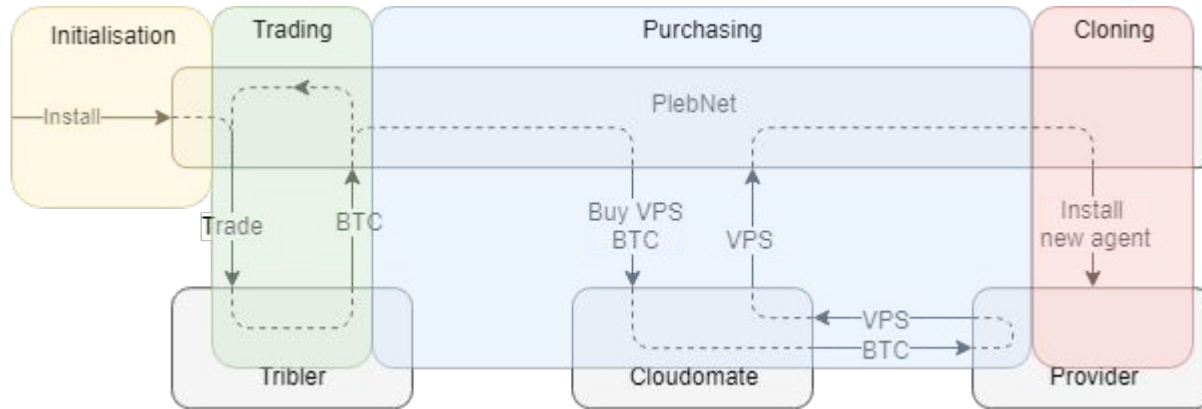 Initialisation
Trading
Purchasing
Cloning
PlebNet
Install
Trade
BTC
Buy VPS
BTC
VPS
Install
new agent
VPS
BTC
Tribler
Cloudomate
Provider